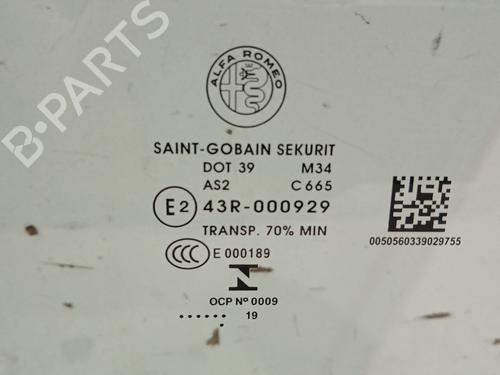 B-PARTS
ALFA ROMEO
SAINT-GOBAIN SEKURIT
DOT 39 M34
AS2 C 665
E2 43R-000929
TRANSP. 70% MIN
CCC E 000189
0050560339029755
N
OCP Nº 0009
...... 19